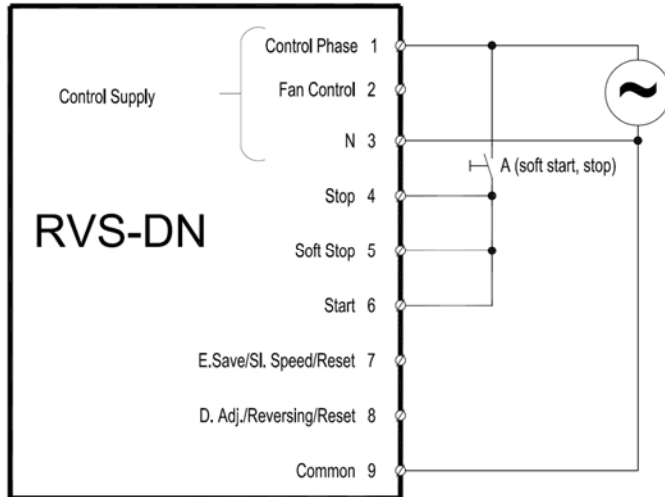 Control Phase 1
Fan Control 2
Control Supply
N 3
A (soft start, stop)
Stop 4
RVS-DN
Soft Stop 5
Start 6
E.Save/Sl. Speed/Reset 7
D. Adj./Reversing/Reset 8
Common 9